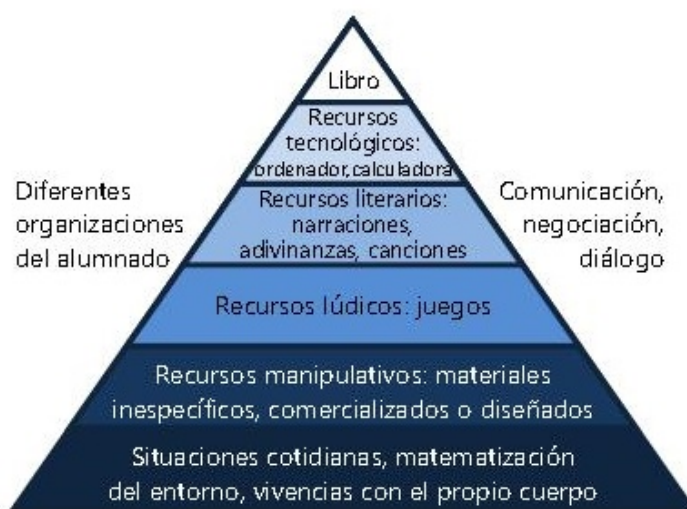 Libro
Recursos
tecnológicos:
ordenador,calculadora
Recursos literarios:
narraciones,
adivinanzas, canciones
Diferentes
organizaciones
del alumnado
Comunicación,
negociación,
diálogo
Recursos lúdicos: juegos
Recursos manipulativos: materiales
inespecíficos, comercializados o diseñados
Situaciones cotidianas, matematización
del entorno, vivencias con el propio cuerpo